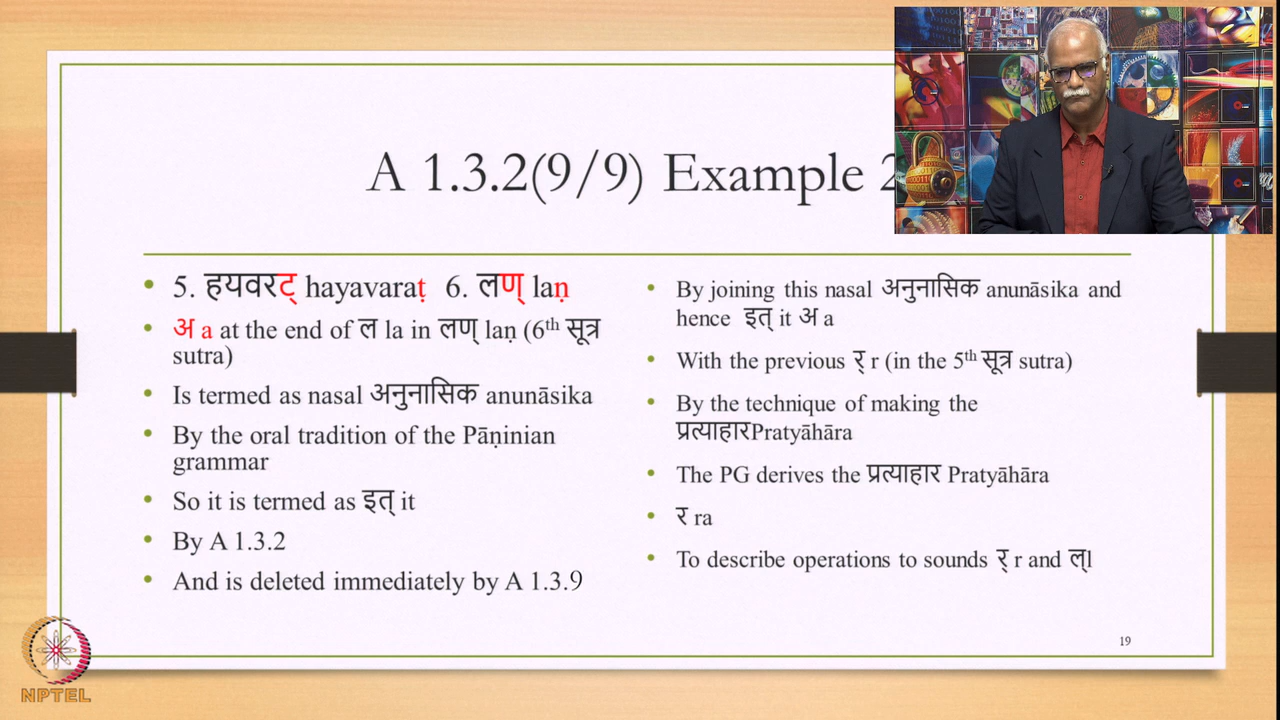 A 1.3.2(9/9) Example 2
• 5. हयवरट् hayavaraṭ 6. लण् laṇ
• अ a at the end of ल la in लण् laṇ (6th सूत्र
sutra)
• Is termed as nasal अनुनासिक anunāsika
• By the oral tradition of the Pāṇinian
grammar
• So it is termed as इत् it
• By A 1.3.2
• And is deleted immediately by A 1.3.9
• By joining this nasal अनुनासिक anunāsika and
hence इत् it अ a
• With the previous र् r (in the 5th सूत्र sutra)
• By the technique of making the
प्रत्याहारPratyāhāra
• The PG derives the प्रत्याहार Pratyāhāra
• र ra
• To describe operations to sounds र् r and ल्l
19
NPTEL